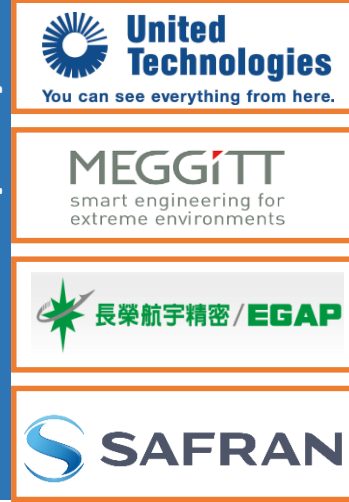 United
Technologies
You can see everything from here.
MEGGiTT
smart engineering for
extreme environments
長榮航宇精密/EGAP
SAFRAN